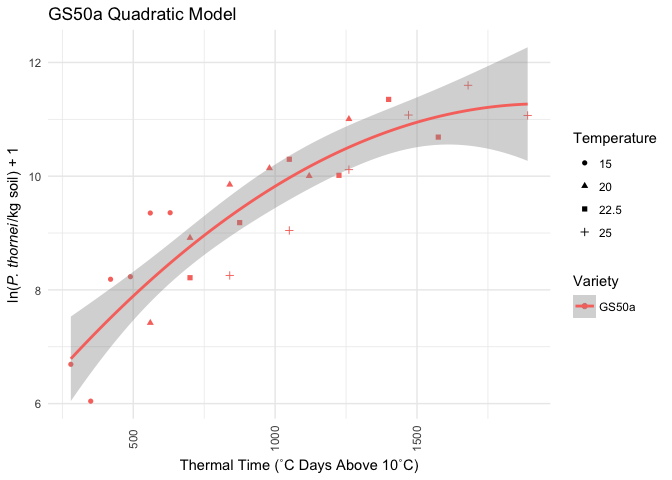 GS50a Quadratic Model
12
10
8
6
ln(P. thornei/kg soil) + 1
500
1000
1500
Thermal Time (˚C Days Above 10˚C)
Temperature
15
20
22.5
25
Variety
GS50a